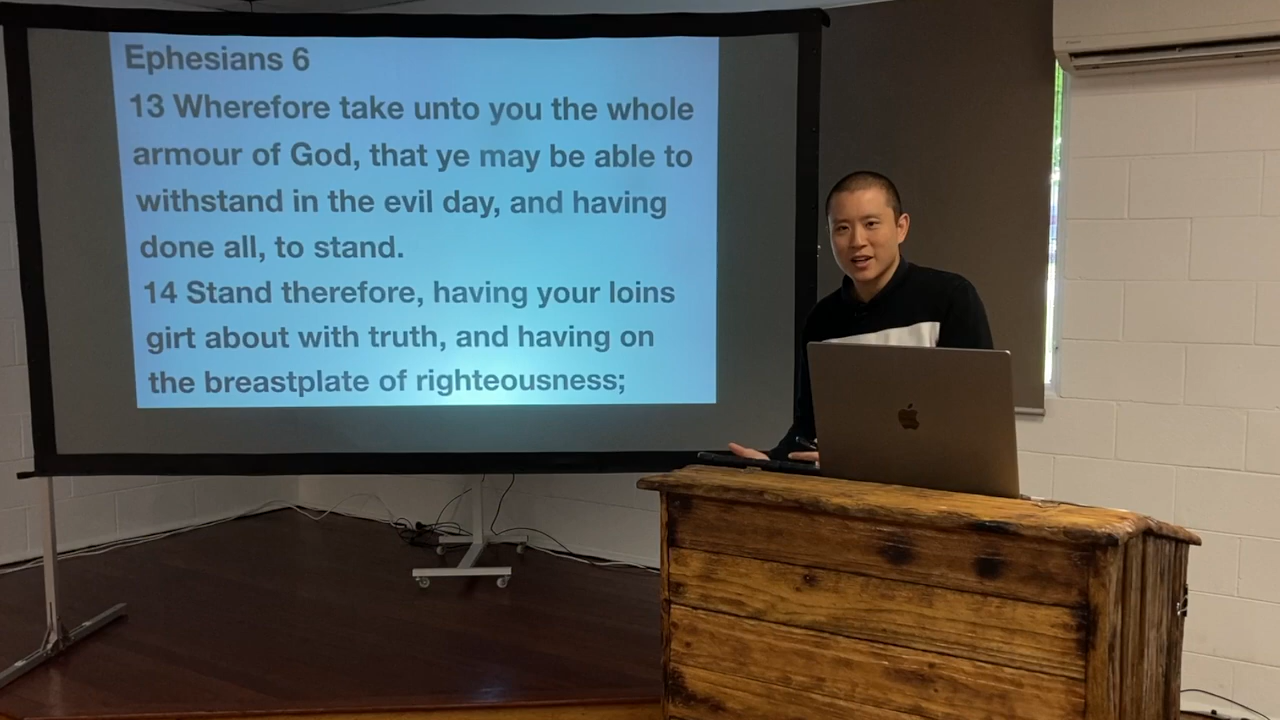 Ephesians 6
13 Wherefore take unto you the whole
armour of God, that ye may be able to
withstand in the evil day, and having
done all, to stand.
14 Stand therefore, having your loins
girt about with truth, and having on
the breastplate of righteousness;